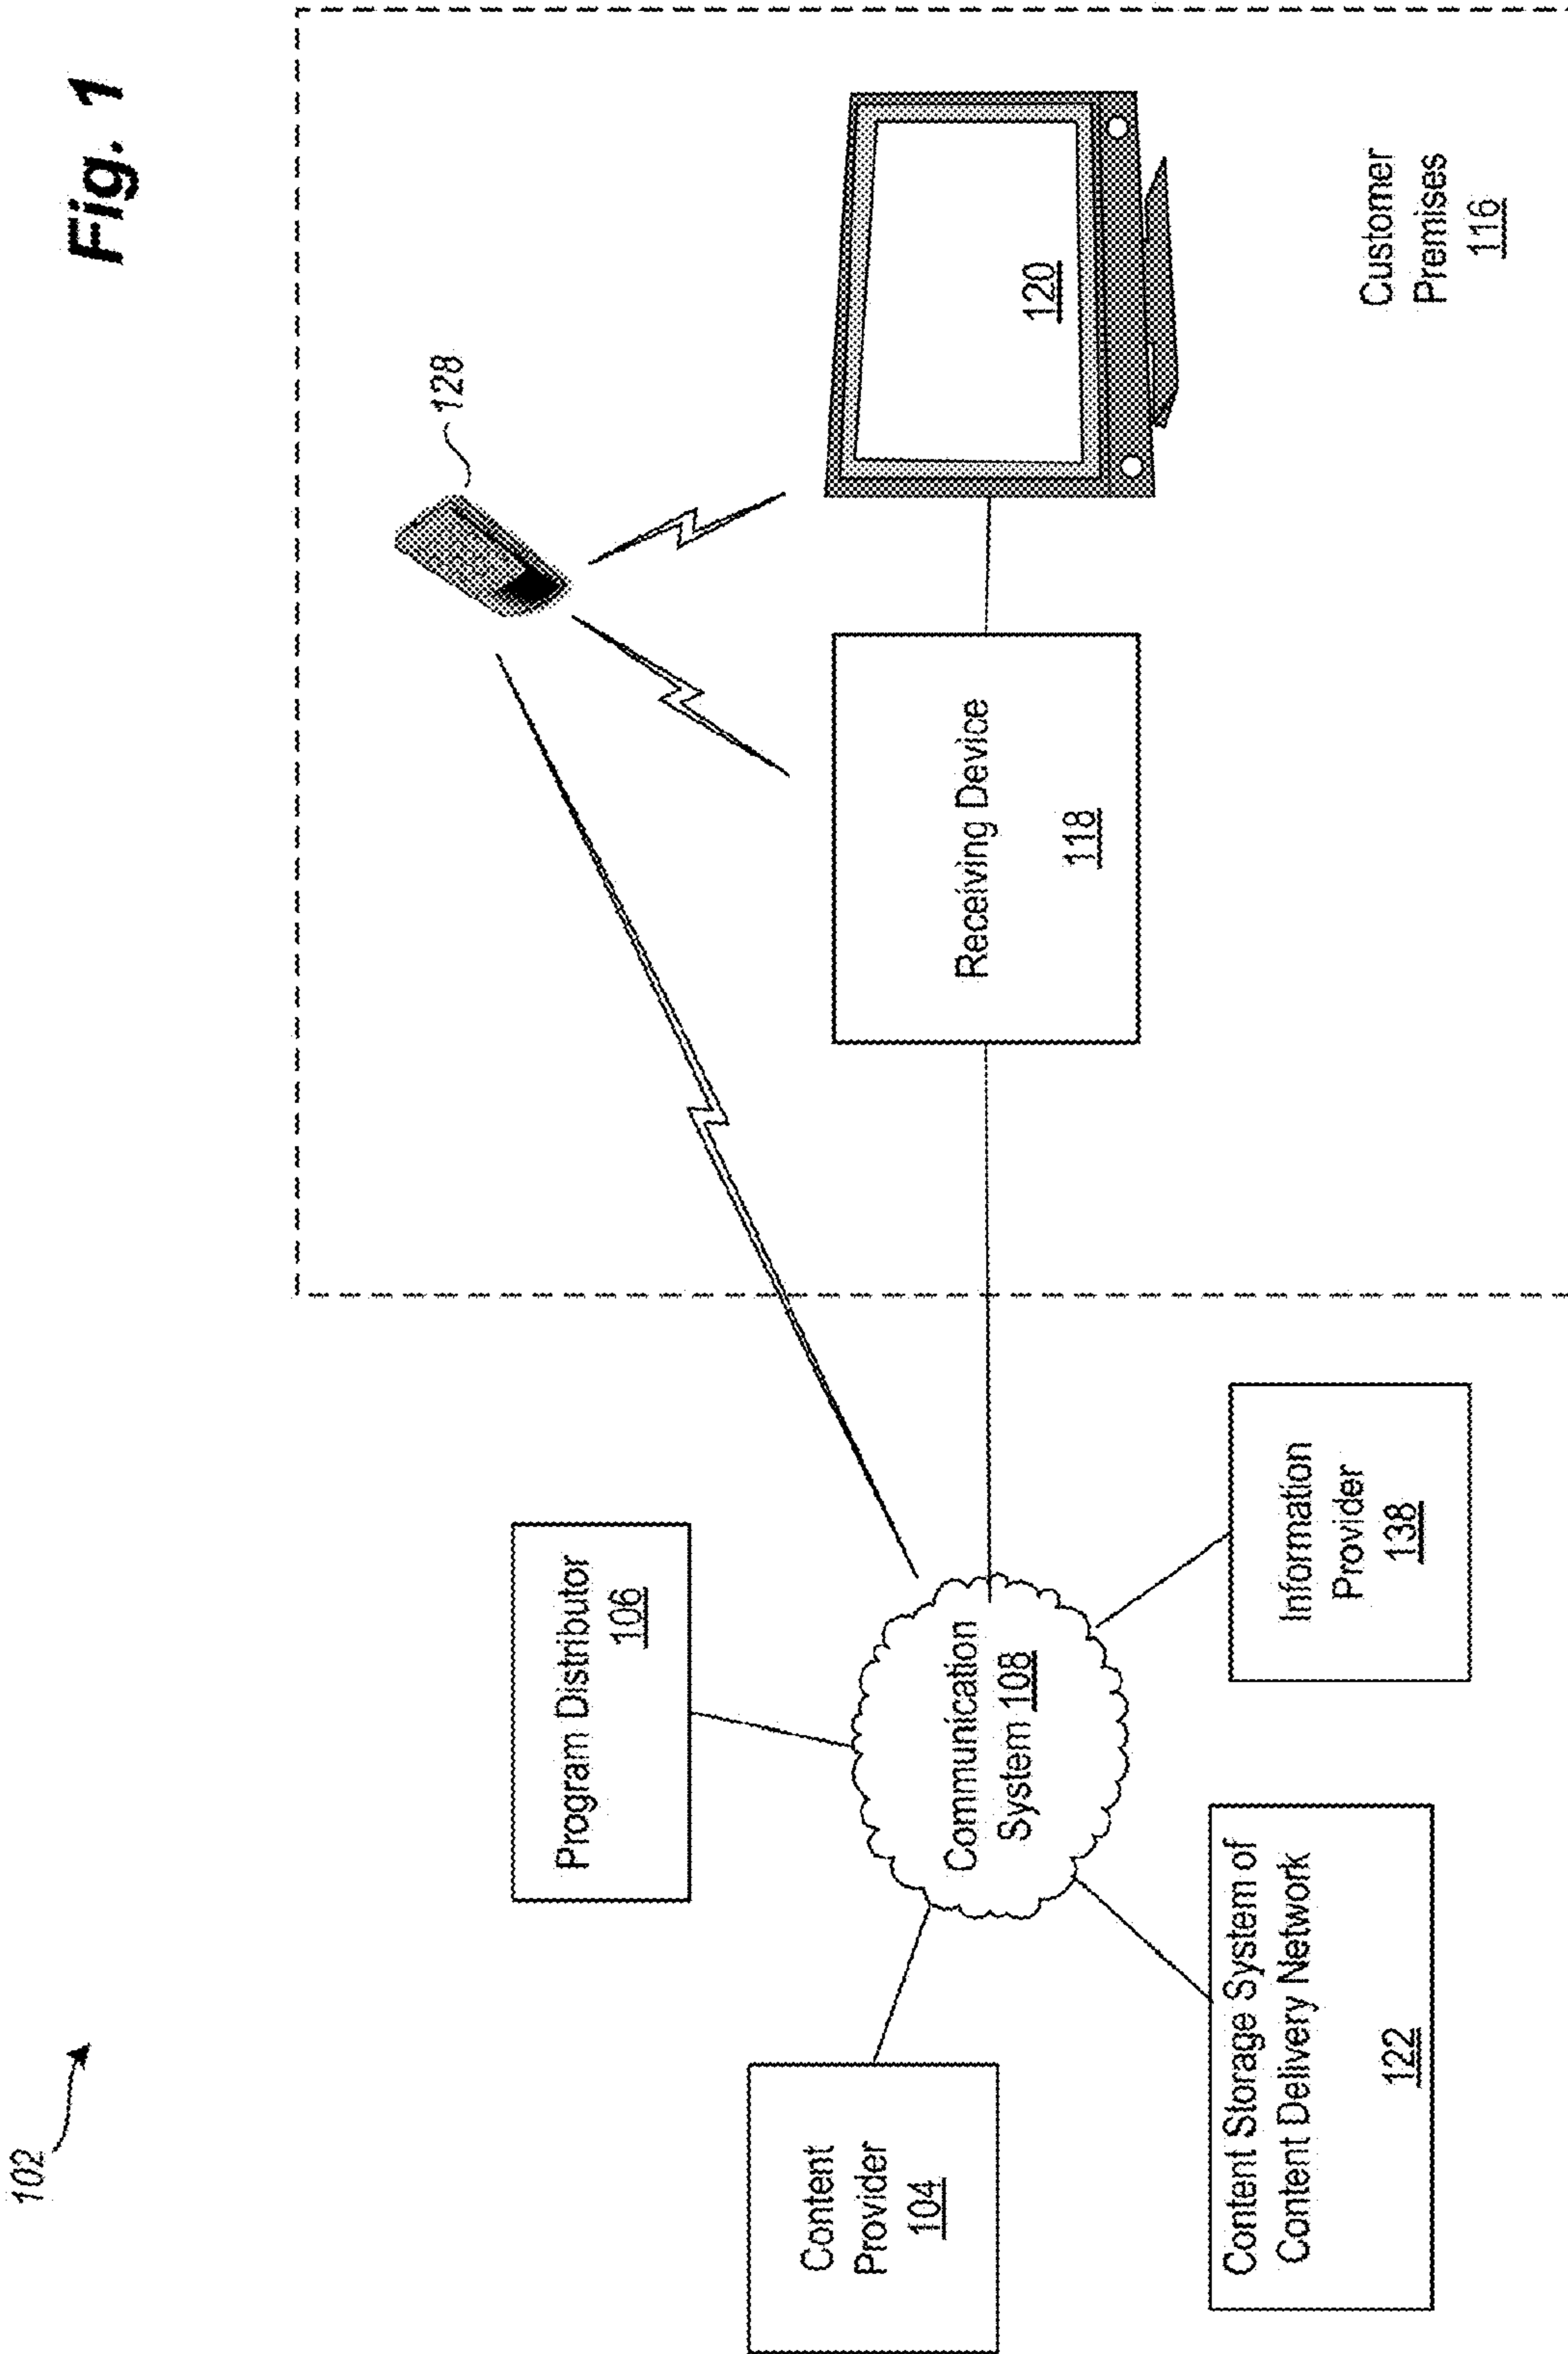 102
Fig. 1
Program Distributor
106
128
Content
Provider
104
Communication
System 108
Receiving Device
118
120
Content Storage System of
Content Delivery Network
122
Information
Provider
138
Customer
Premises
116